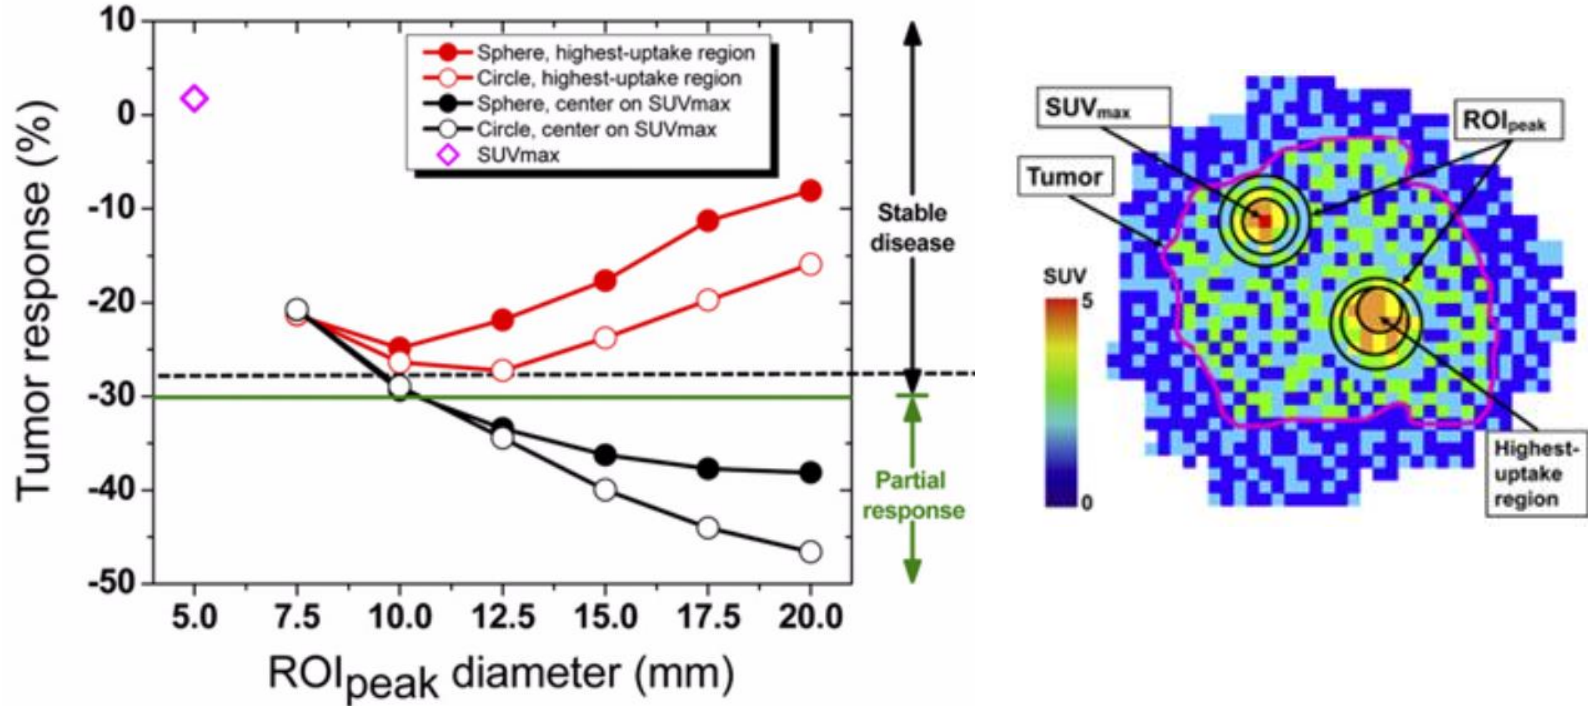 Tumor response (%)
10
0
-10
-20
-30
-40
-50
5.0 7.5 10.0 12.5 15.0 17.5 20.0
ROIpeak diameter (mm)
Sphere, highest-uptake region
Circle, highest-uptake region
Sphere, center on SUVmax
Circle, center on SUVmax
SUVmax
Stable
disease
Partial
response
SUVmax
ROIpeak
Tumor
SUV
5
0
Highest-
uptake
region